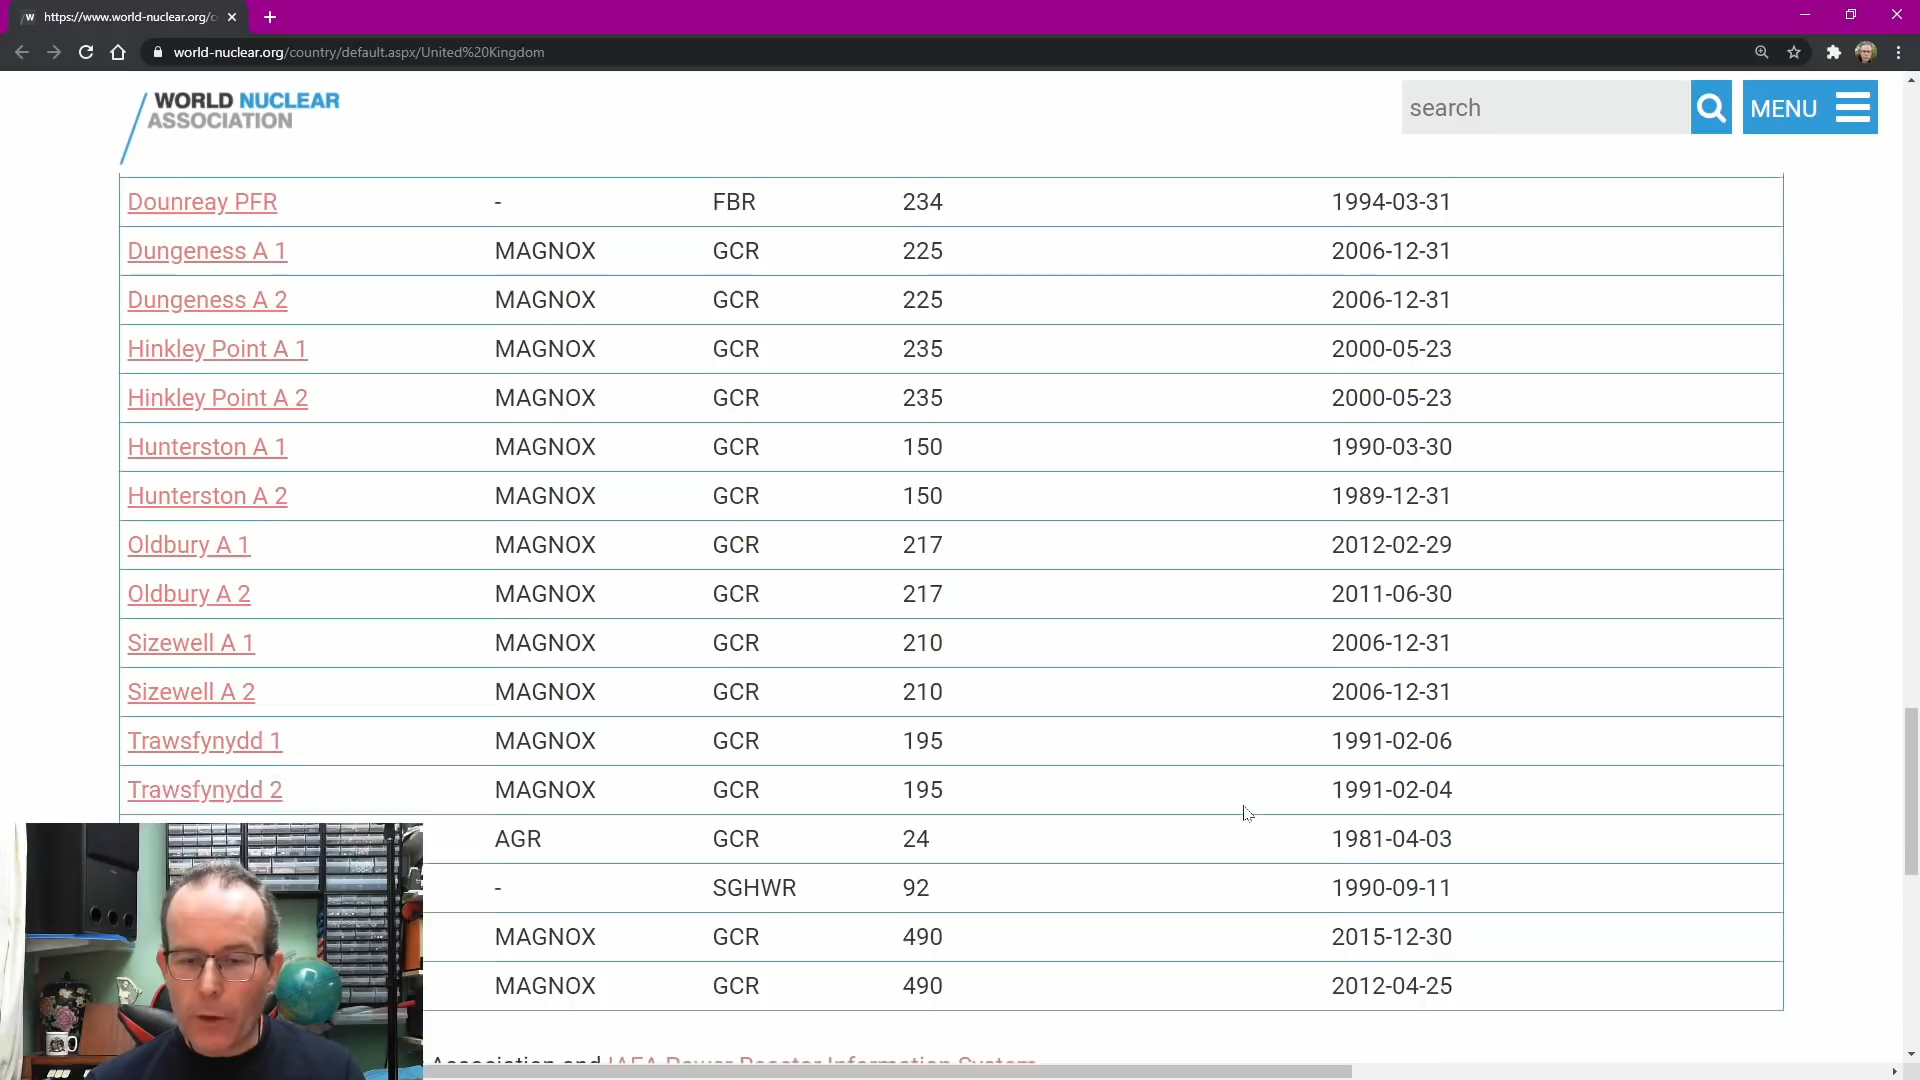 https://www.world-nuclear.org/c
world-nuclear.org/country/default.aspx/United%20Kingdom
WORLD NUCLEAR
ASSOCIATION
search
MENU
Dounreay PFR - FBR 234 1994-03-31
Dungeness A 1 MAGNOX GCR 225 2006-12-31
Dungeness A 2 MAGNOX GCR 225 2006-12-31
Hinkley Point A 1 MAGNOX GCR 235 2000-05-23
Hinkley Point A 2 MAGNOX GCR 235 2000-05-23
Hunterston A 1 MAGNOX GCR 150 1990-03-30
Hunterston A 2 MAGNOX GCR 150 1989-12-31
Oldbury A 1 MAGNOX GCR 217 2012-02-29
Oldbury A 2 MAGNOX GCR 217 2011-06-30
Sizewell A 1 MAGNOX GCR 210 2006-12-31
Sizewell A 2 MAGNOX GCR 210 2006-12-31
Trawsfynydd 1 MAGNOX GCR 195 1991-02-06
Trawsfynydd 2 MAGNOX GCR 195 1991-02-04
AGR GCR 24 1981-04-03
- SGHWR 92 1990-09-11
MAGNOX GCR 490 2015-12-30
MAGNOX GCR 490 2012-04-25
Association and IAEA Power Reactor Information System